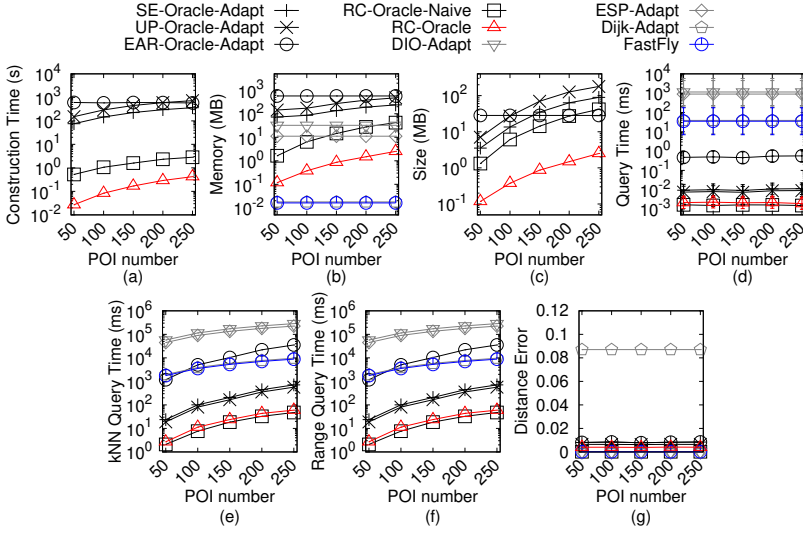 SE-Oracle-Adapt RC-Oracle-Naive ESP-Adapt
UP-Oracle-Adapt RC-Oracle Dijk-Adapt
EAR-Oracle-Adapt DIO-Adapt FastFly
Construction Time (s)
10^4
10^3
10^2
10^1
10^0
10^-1
10^-2
50 100 150 200 250
POI number
(a)
Memory (MB)
10^3
10^2
10^1
10^0
10^-1
10^-2
50 100 150 200 250
POI number
(b)
Size (MB)
10^2
10^1
10^0
10^-1
50 100 150 200 250
POI number
(c)
Query Time (ms)
10^4
10^3
10^2
10^1
10^0
10^-1
10^-2
10^-3
50 100 150 200 250
POI number
(d)
kNN Query Time (ms)
10^6
10^5
10^4
10^3
10^2
10^1
10^0
50 100 150 200 250
POI number
(e)
Range Query Time (ms)
10^6
10^5
10^4
10^3
10^2
10^1
10^0
50 100 150 200 250
POI number
(f)
Distance Error
0.12
0.1
0.08
0.06
0.04
0.02
0
50 100 150 200 250
POI number
(g)